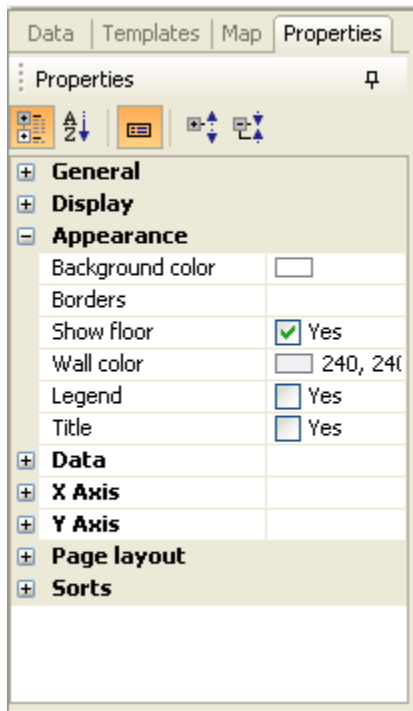 Data Templates Map Properties
Properties
A Z
General
Display
Appearance
Background color
Borders
Show floor Yes
Wall color 240, 240
Legend Yes
Title Yes
Data
X Axis
Y Axis
Page layout
Sorts